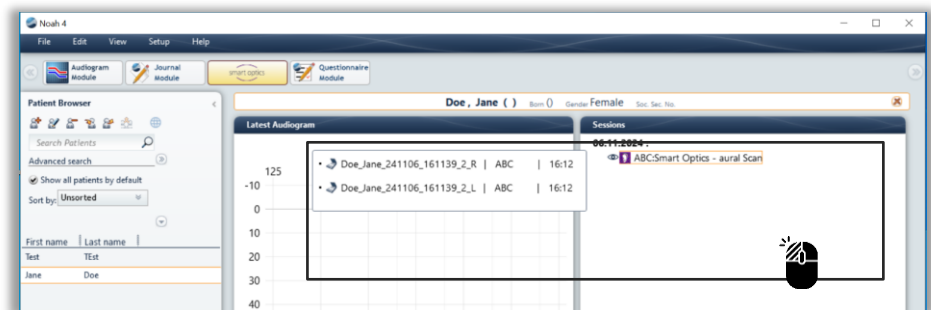 Noah 4
File Edit View Setup Help
Audiogram Module
Journal Module
smart optics
Questionnaire Module
Patient Browser
Search Patients
Advanced search
Show all patients by default
Sort by: Unsorted
First name Last name
Test TEst
Jane Doe
Doe , Jane ( ) Born () Gender Female Soc. Sec. No.
Latest Audiogram
125
-10
0
10
20
30
40
• Doe_Jane_241106_161139_2_R | ABC | 16:12
• Doe_Jane_241106_161139_2_L | ABC | 16:12
Sessions
06.11.2024 .
ABC:Smart Optics - aural Scan